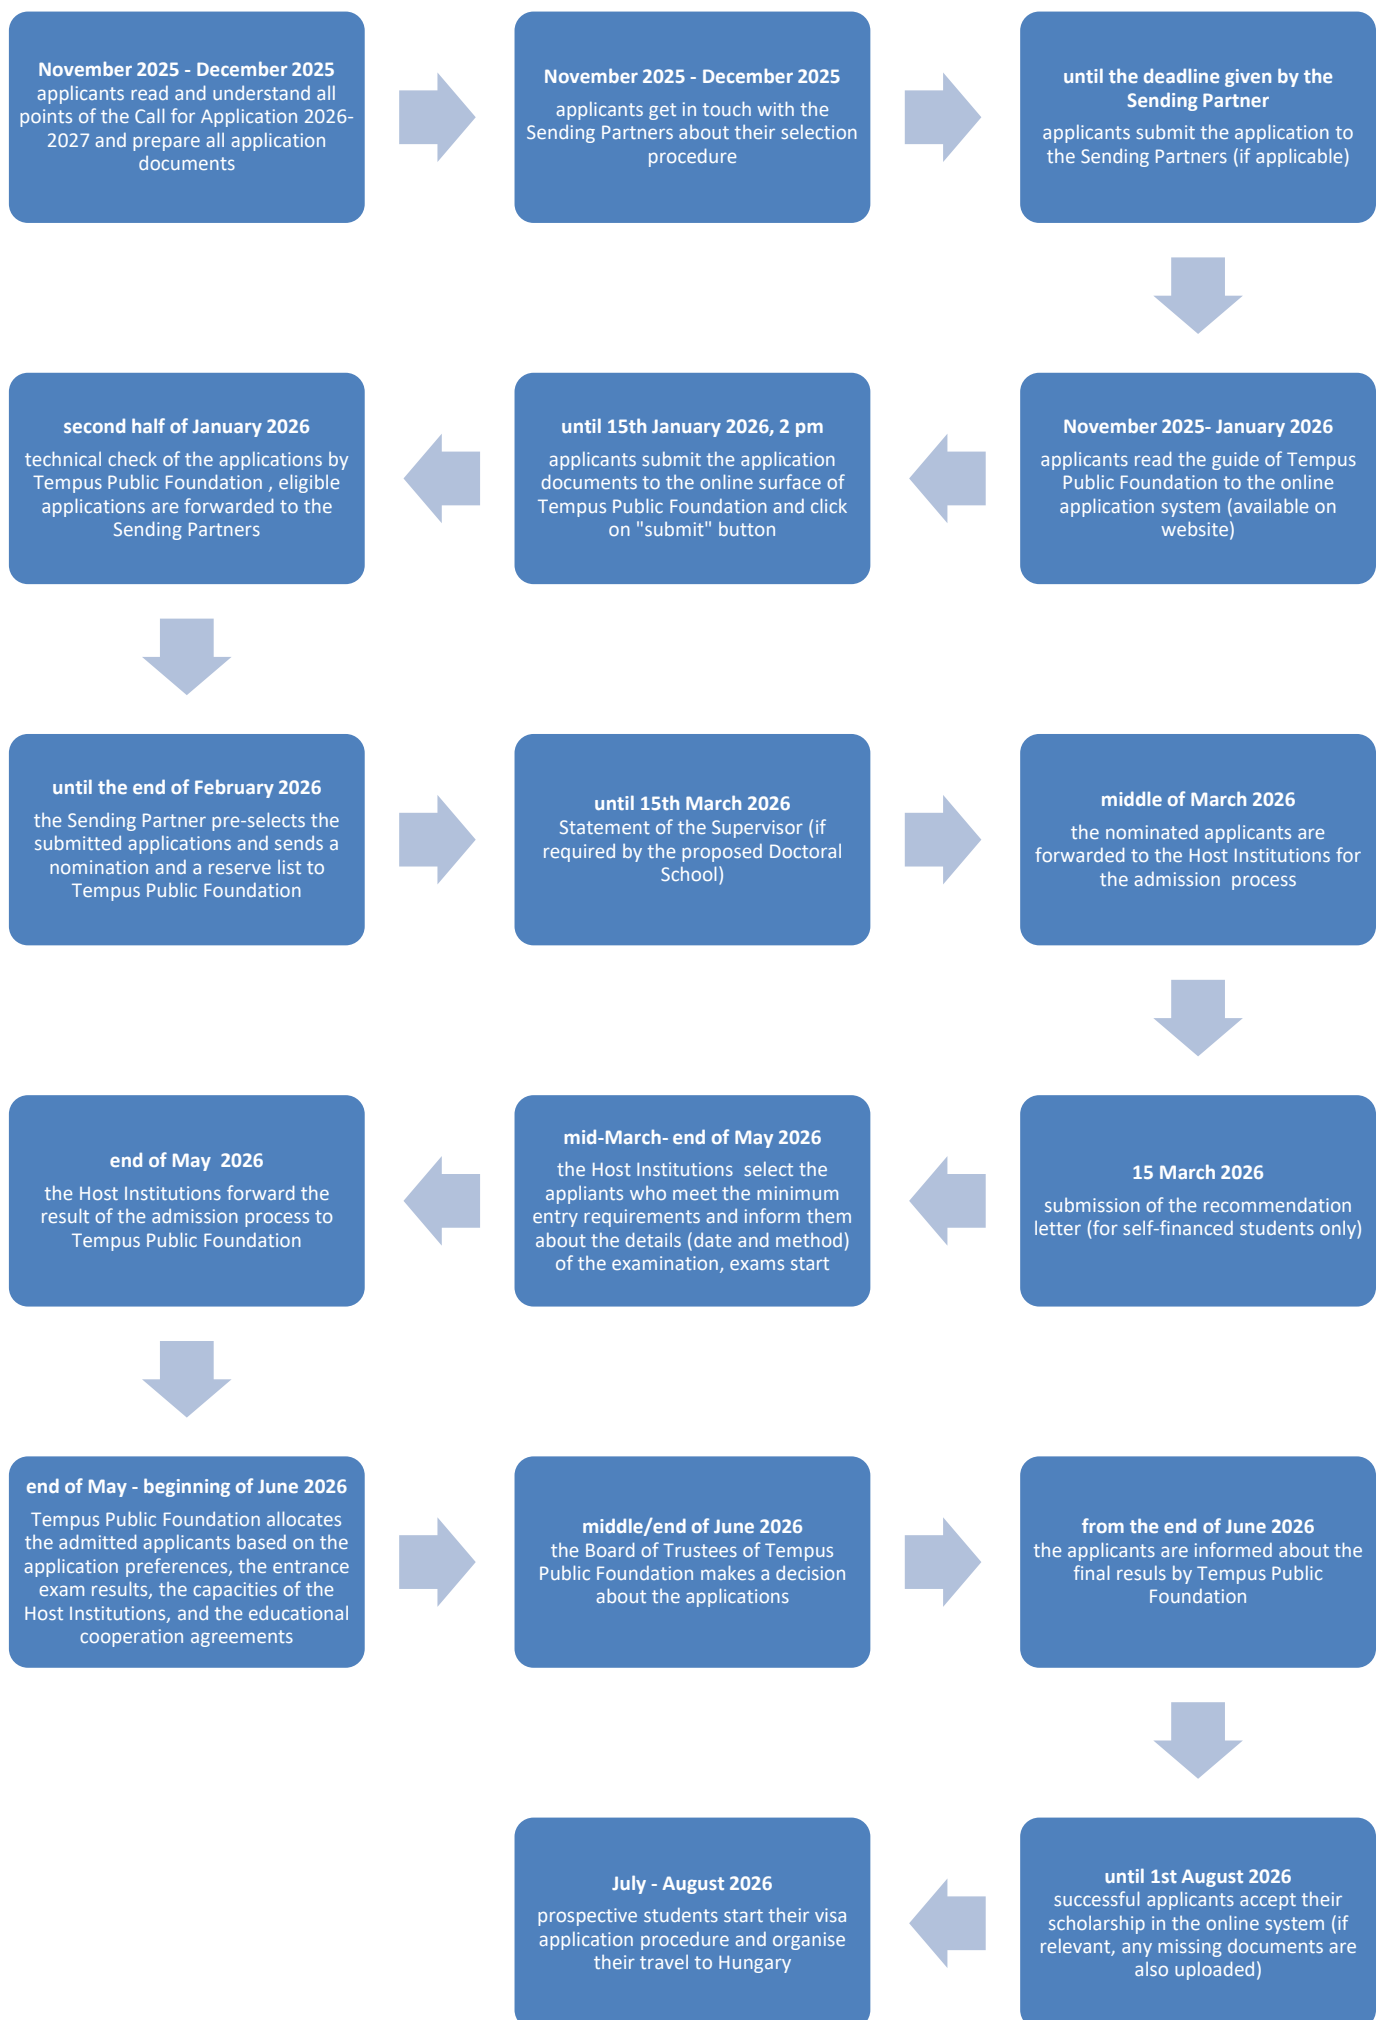 November 2025 - December 2025
applicants read and understand all
points of the Call for Application 2026-
2027 and prepare all application
documents
November 2025 - December 2025
applicants get in touch with the
Sending Partners about their selection
procedure
until the deadline given by the
Sending Partner
applicants submit the application to
the Sending Partners (if applicable)
November 2025- January 2026
applicants read the guide of Tempus
Public Foundation to the online
application system (available on
website)
until 15th January 2026, 2 pm
applicants submit the application
documents to the online surface of
Tempus Public Foundation and click
on "submit" button
second half of January 2026
technical check of the applications by
Tempus Public Foundation , eligible
applications are forwarded to the
Sending Partners
until the end of February 2026
the Sending Partner pre-selects the
submitted applications and sends a
nomination and a reserve list to
Tempus Public Foundation
until 15th March 2026
Statement of the Supervisor (if
required by the proposed Doctoral
School)
middle of March 2026
the nominated applicants are
forwarded to the Host Institutions for
the admission process
15 March 2026
submission of the recommendation
letter (for self-financed students only)
mid-March- end of May 2026
the Host Institutions select the
appliants who meet the minimum
entry requirements and inform them
about the details (date and method)
of the examination, exams start
end of May 2026
the Host Institutions forward the
result of the admission process to
Tempus Public Foundation
end of May - beginning of June 2026
Tempus Public Foundation allocates
the admitted applicants based on the
application preferences, the entrance
exam results, the capacities of the
Host Institutions, and the educational
cooperation agreements
middle/end of June 2026
the Board of Trustees of Tempus
Public Foundation makes a decision
about the applications
from the end of June 2026
the applicants are informed about the
final resuls by Tempus Public
Foundation
until 1st August 2026
successful applicants accept their
scholarship in the online system (if
relevant, any missing documents are
also uploaded)
July - August 2026
prospective students start their visa
application procedure and organise
their travel to Hungary